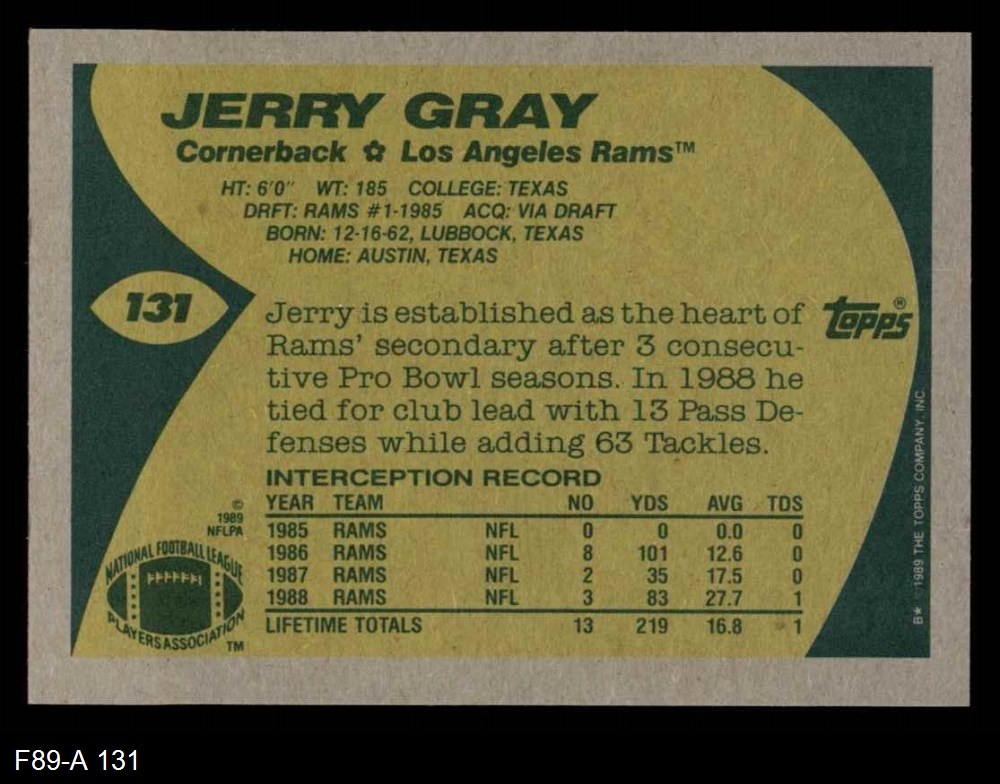 JERRY GRAY
Cornerback ✩ Los Angeles Rams™
HT: 6'0" WT: 185 COLLEGE: TEXAS
DRFT: RAMS #1-1985 ACQ: VIA DRAFT
BORN: 12-16-62, LUBBOCK, TEXAS
HOME: AUSTIN, TEXAS
131
Jerry is established as the heart of
Rams' secondary after 3 consecu-
tive Pro Bowl seasons. In 1988 he
tied for club lead with 13 Pass De-
fenses while adding 63 Tackles.
topps®
INTERCEPTION RECORD
YEAR TEAM NO YDS AVG TDS
1985 RAMS NFL 0 0 0.0 0
1986 RAMS NFL 8 101 12.6 0
1987 RAMS NFL 2 35 17.5 0
1988 RAMS NFL 3 83 27.7 1
LIFETIME TOTALS 13 219 16.8 1
©
1989
NFLPA
NATIONAL FOOTBALL LEAGUE
PLAYERS ASSOCIATION
TM
B* ©1989 THE TOPPS COMPANY, INC.
F89-A 131